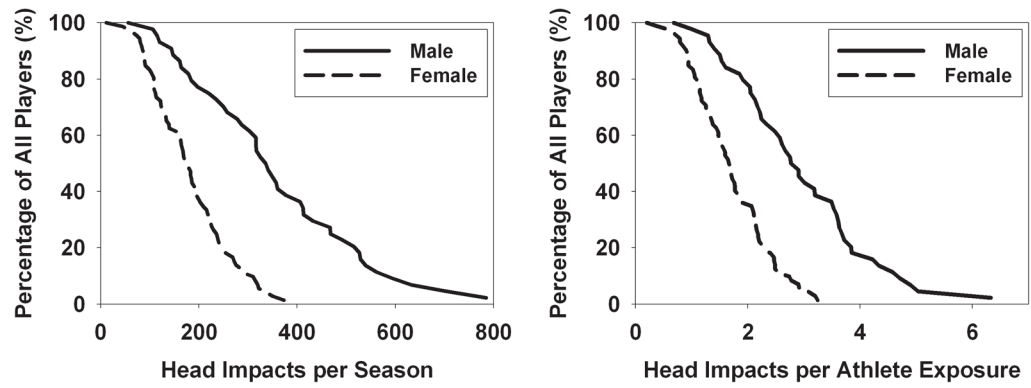 Percentage of All Players (%)
100
80
60
40
20
0
Male
Female
0 200 400 600 800
Head Impacts per Season
Percentage of All Players (%)
100
80
60
40
20
0
Male
Female
0 2 4 6
Head Impacts per Athlete Exposure